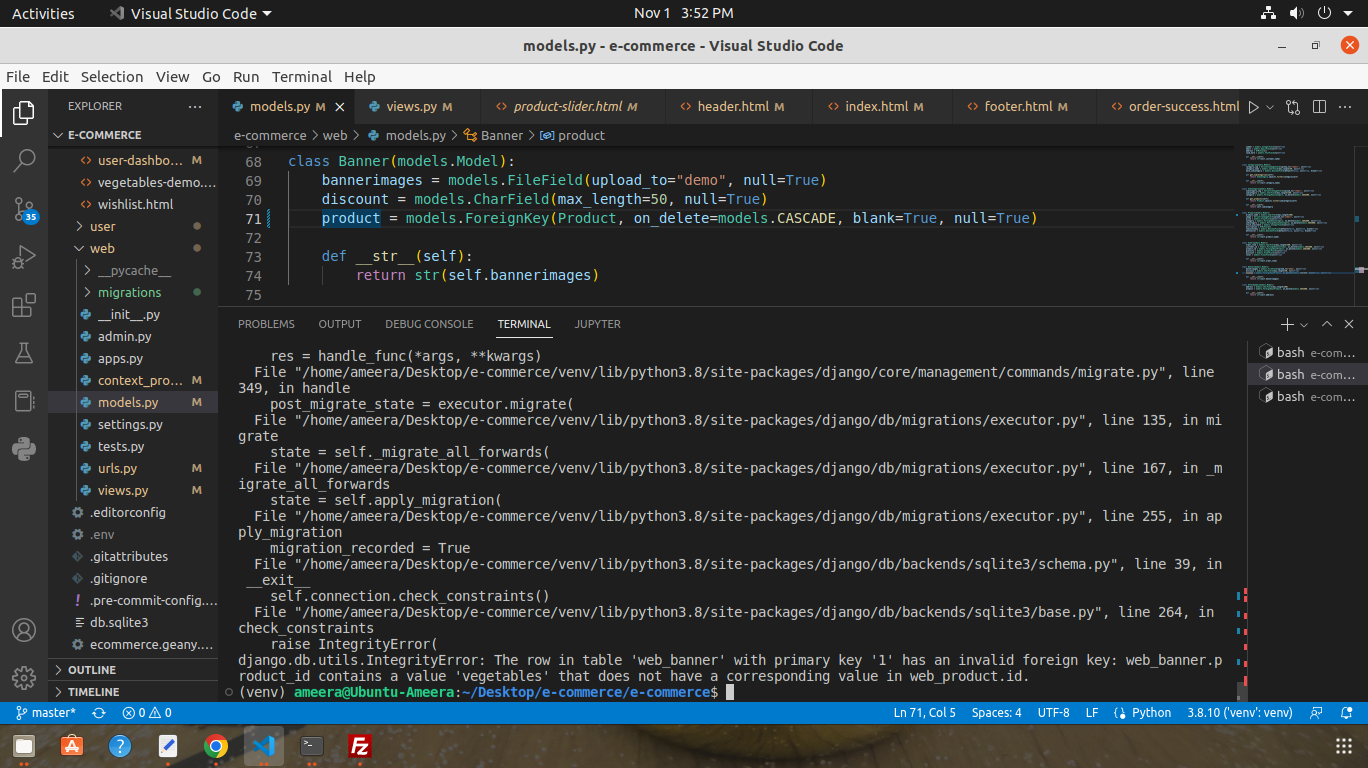 Activities Visual Studio Code Nov 1 3:52 PM
models.py - e-commerce - Visual Studio Code
File Edit Selection View Go Run Terminal Help
EXPLORER
E-COMMERCE
user-dashbo... M
vegetables-demo....
wishlist.html
user
web
__pycache__
migrations
__init__.py
admin.py
apps.py
context_pro... M
models.py M
settings.py
tests.py
urls.py M
views.py M
.editorconfig
.env
.gitattributes
.gitignore
.pre-commit-config....
db.sqlite3
ecommerce.geany....
OUTLINE
TIMELINE
35
models.py M views.py M product-slider.html M header.html M index.html M footer.html M order-success.html
e-commerce > web > models.py > Banner > product
68 class Banner(models.Model):
69 bannerimages = models.FileField(upload_to="demo", null=True)
70 discount = models.CharField(max_length=50, null=True)
71 product = models.ForeignKey(Product, on_delete=models.CASCADE, blank=True, null=True)
72
73 def __str__(self):
74 return str(self.bannerimages)
75
PROBLEMS OUTPUT DEBUG CONSOLE TERMINAL JUPYTER
res = handle_func(*args, **kwargs)
File "/home/ameera/Desktop/e-commerce/venv/lib/python3.8/site-packages/django/core/management/commands/migrate.py", line
349, in handle
post_migrate_state = executor.migrate(
File "/home/ameera/Desktop/e-commerce/venv/lib/python3.8/site-packages/django/db/migrations/executor.py", line 135, in mi
grate
state = self._migrate_all_forwards(
File "/home/ameera/Desktop/e-commerce/venv/lib/python3.8/site-packages/django/db/migrations/executor.py", line 167, in _m
igrate_all_forwards
state = self.apply_migration(
File "/home/ameera/Desktop/e-commerce/venv/lib/python3.8/site-packages/django/db/migrations/executor.py", line 255, in ap
ply_migration
migration_recorded = True
File "/home/ameera/Desktop/e-commerce/venv/lib/python3.8/site-packages/django/db/backends/sqlite3/schema.py", line 39, in
__exit__
self.connection.check_constraints()
File "/home/ameera/Desktop/e-commerce/venv/lib/python3.8/site-packages/django/db/backends/sqlite3/base.py", line 264, in
check_constraints
raise IntegrityError(
django.db.utils.IntegrityError: The row in table 'web_banner' with primary key '1' has an invalid foreign key: web_banner.p
roduct_id contains a value 'vegetables' that does not have a corresponding value in web_product.id.
(venv) ameera@Ubuntu-Ameera:~/Desktop/e-commerce/e-commerce$
bash e-com...
bash e-com...
bash e-com...
master* 0 0 Ln 71, Col 5 Spaces: 4 UTF-8 LF Python 3.8.10 ('venv': venv)